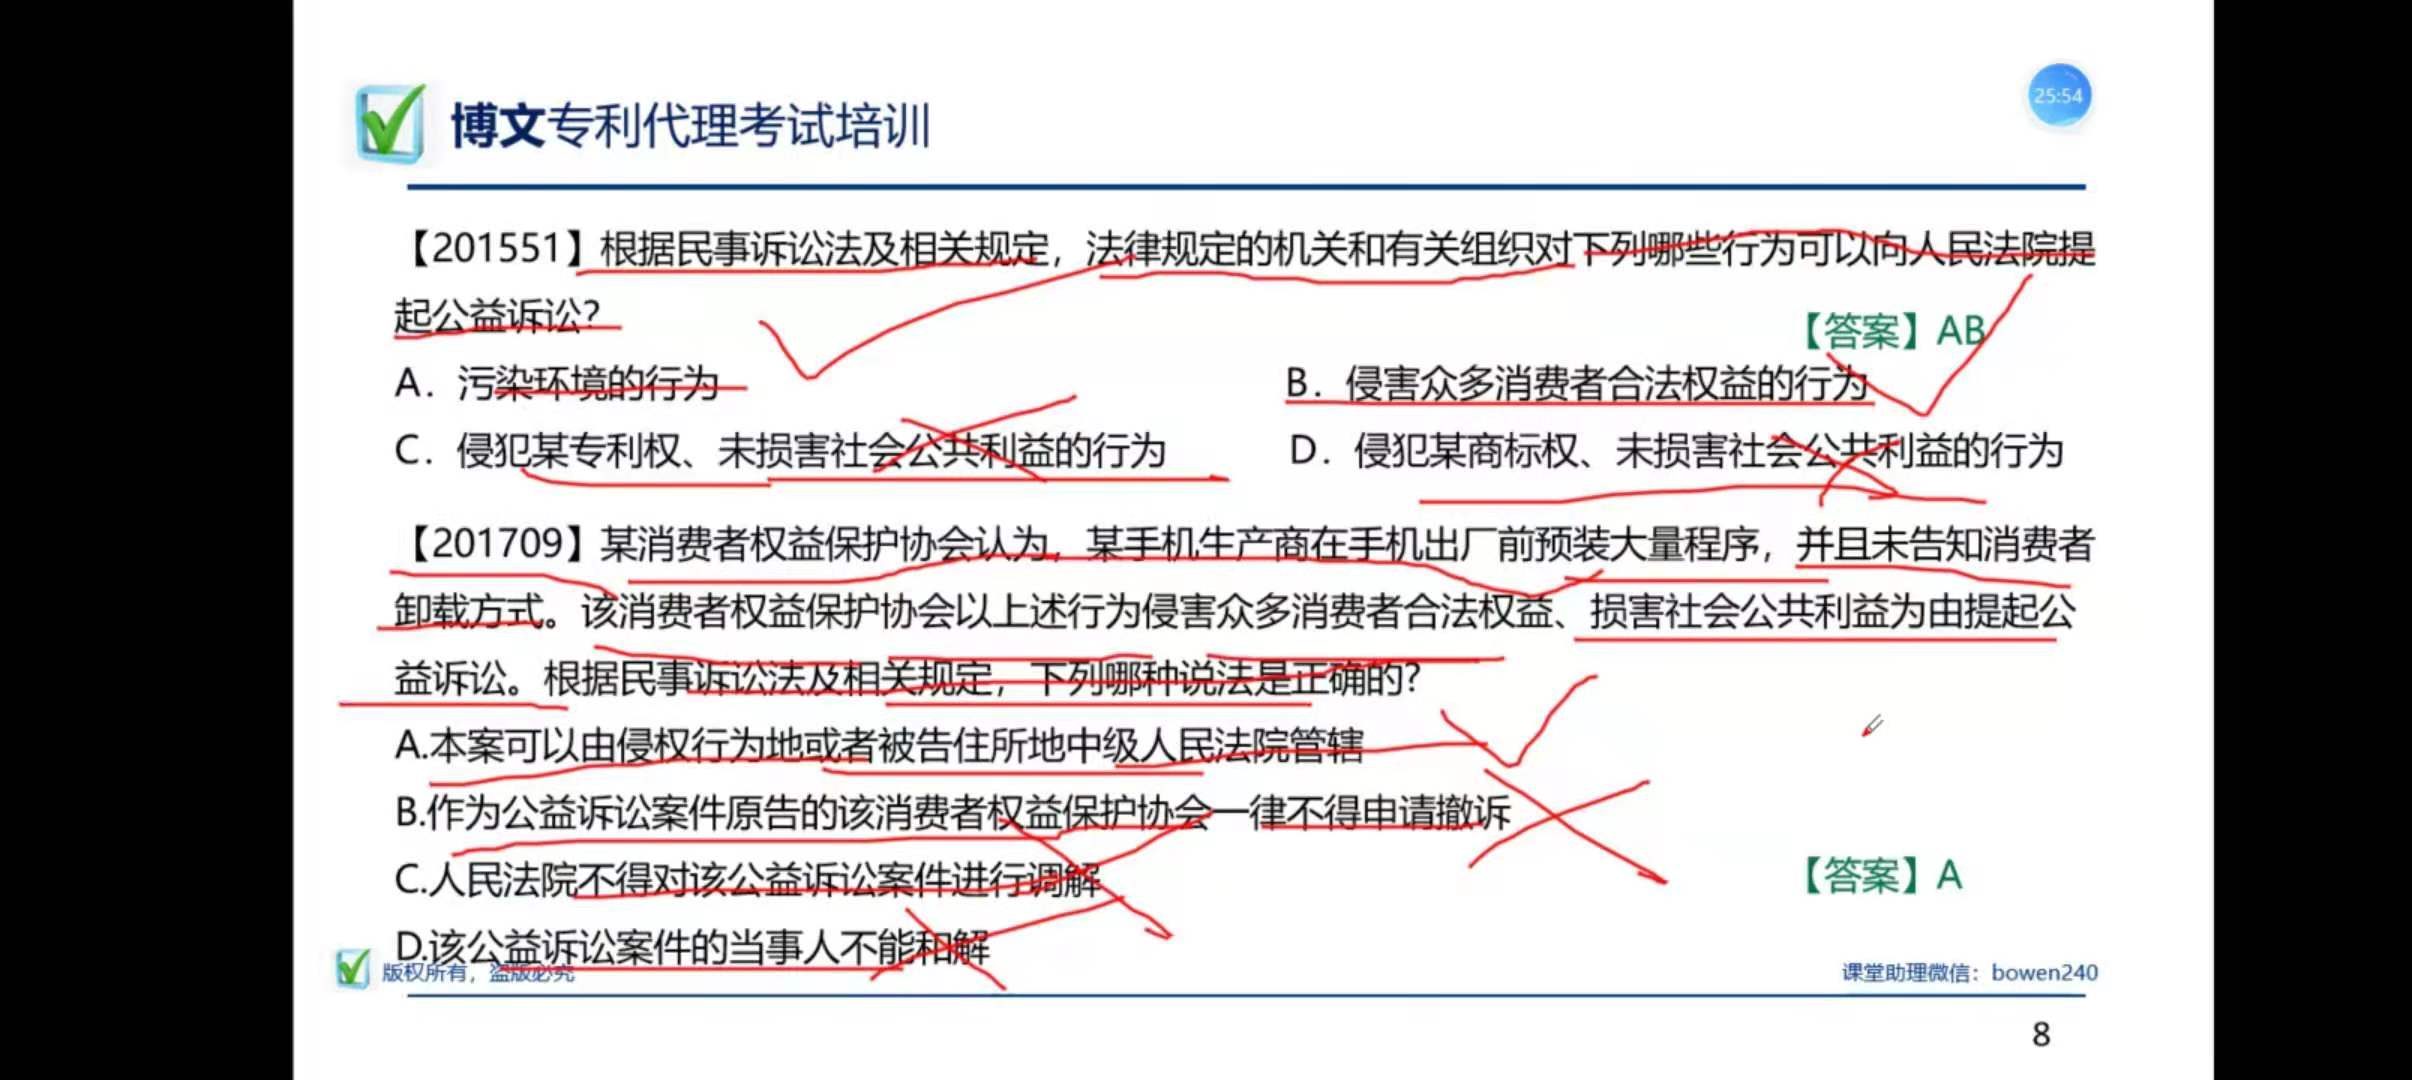 博文专利代理考试培训
25:54
【201551】根据民事诉讼法及相关规定，法律规定的机关和有关组织对下列哪些行为可以向人民法院提
起公益诉讼？
【答案】AB
A．污染环境的行为
B．侵害众多消费者合法权益的行为
C．侵犯某专利权、未损害社会公共利益的行为
D．侵犯某商标权、未损害社会公共利益的行为
【201709】某消费者权益保护协会认为，某手机生产商在手机出厂前预装大量程序，并且未告知消费者
卸载方式。该消费者权益保护协会以上述行为侵害众多消费者合法权益、损害社会公共利益为由提起公
益诉讼。根据民事诉讼法及相关规定，下列哪种说法是正确的？
A.本案可以由侵权行为地或者被告住所地中级人民法院管辖
B.作为公益诉讼案件原告的该消费者权益保护协会一律不得申请撤诉
C.人民法院不得对该公益诉讼案件进行调解
【答案】A
D.该公益诉讼案件的当事人不能和解
版权所有，盗版必究
课堂助理微信：bowen240
8